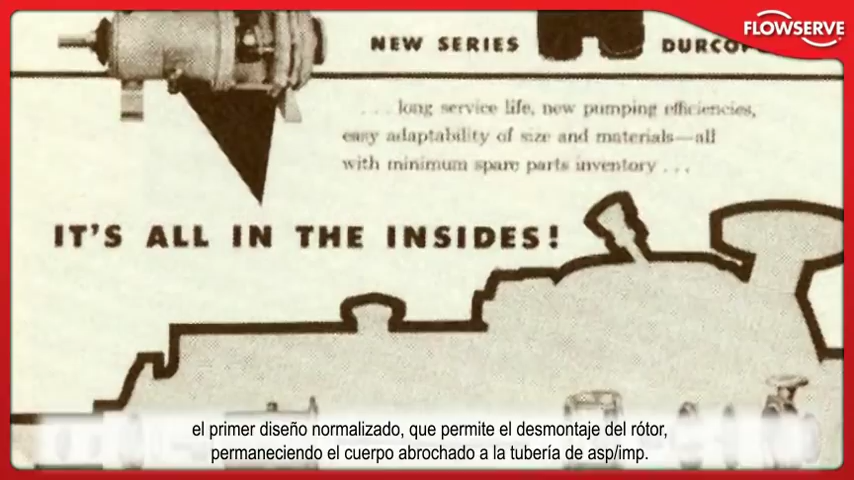 FLOWSERVE
NEW SERIES
. . . long service life, new pumping efficiencies,
easy adaptability of size and materials—all
with minimum spare parts inventory . . .
IT'S ALL IN THE INSIDES!
el primer diseño normalizado, que permite el desmontaje del rótor,
permaneciendo el cuerpo abrochado a la tubería de asp/imp.